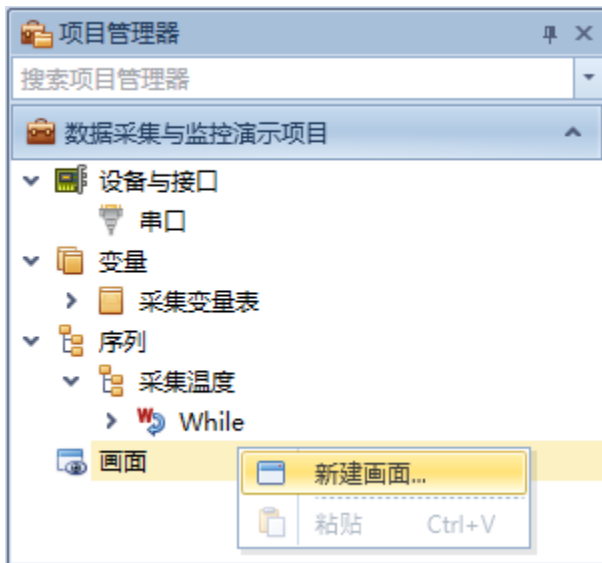 项目管理器
搜索项目管理器
数据采集与监控演示项目
设备与接口
串口
变量
采集变量表
序列
采集温度
While
画面
新建画面...
粘贴 Ctrl+V